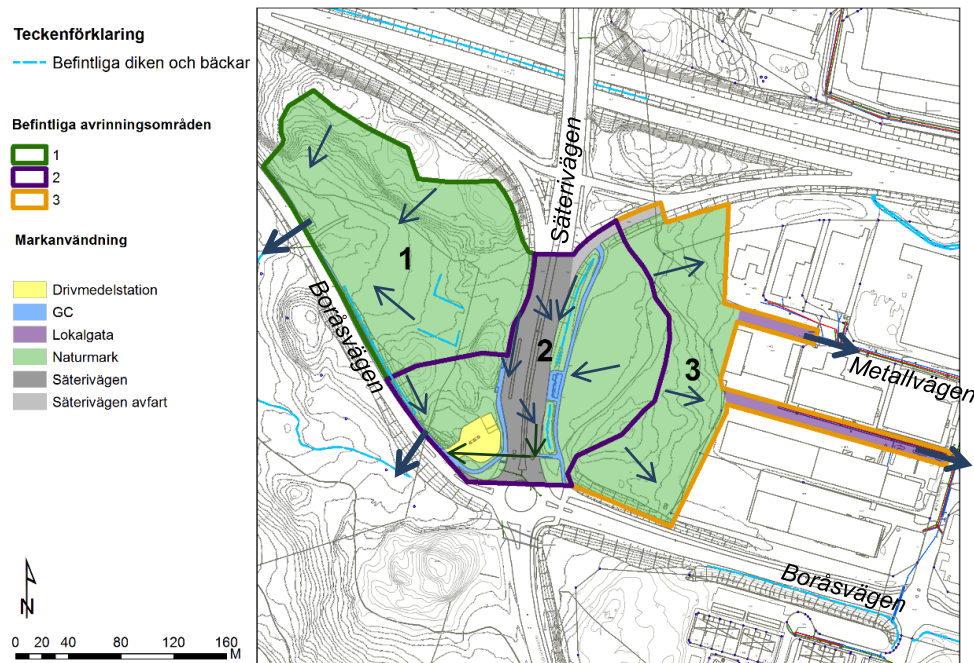 Teckenförklaring
Befintliga diken och bäckar
Befintliga avrinningsområden
1
2
3
Markanvändning
Drivmedelstation
GC
Lokalgata
Naturmark
Säterivägen
Säterivägen avfart
N
0 20 40 80 120 160
M
Säterivägen
1
Boråsvägen
2
3
Metallvägen
Boråsvägen